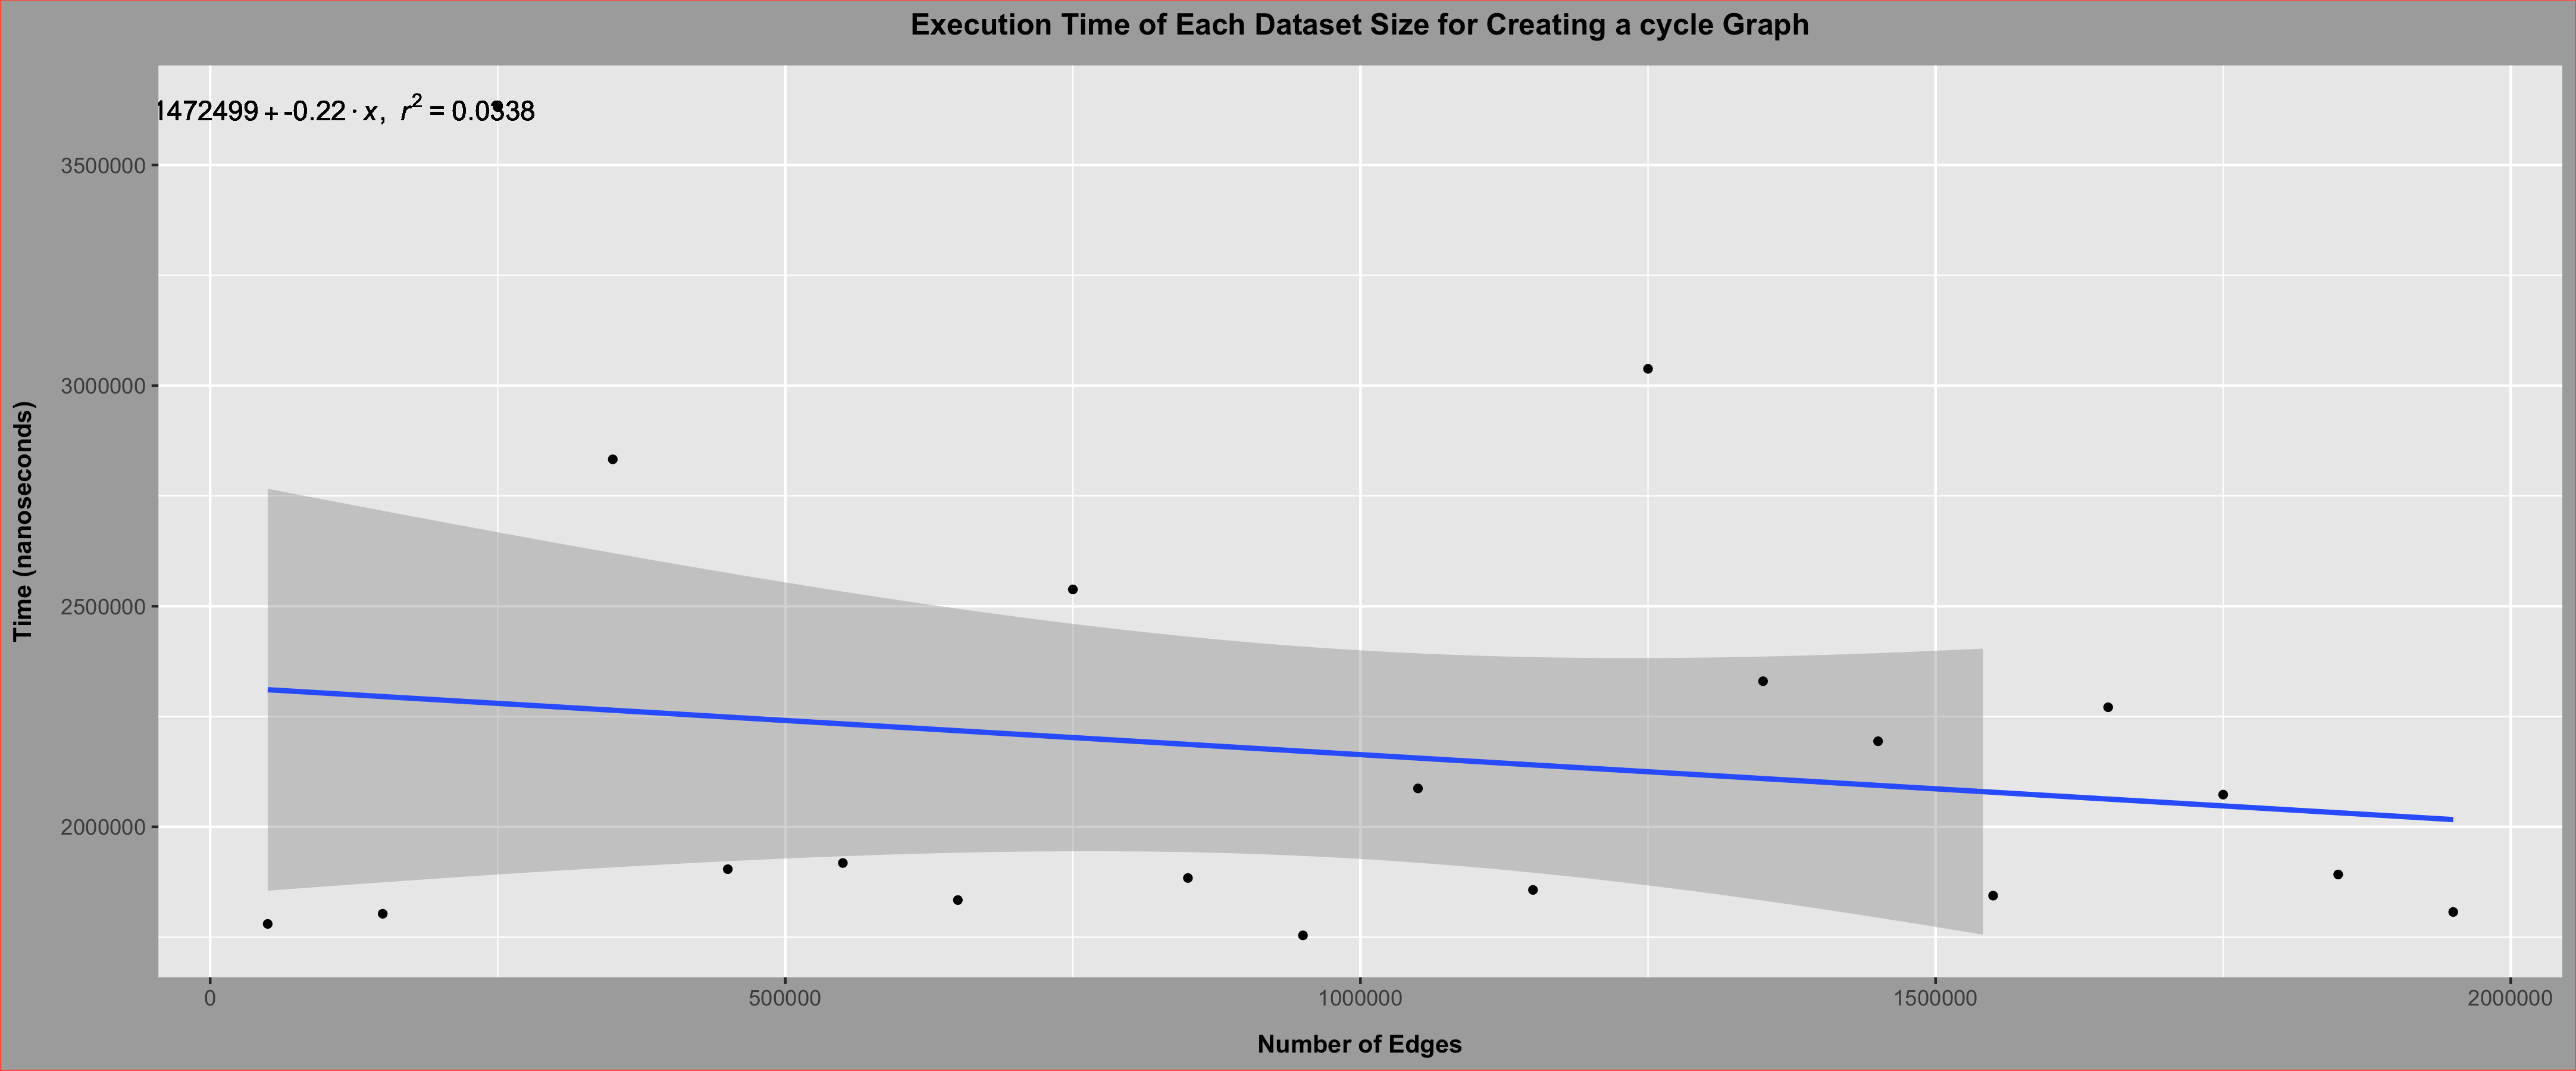 Execution Time of Each Dataset Size for Creating a cycle Graph
1472499 + -0.22 · x, r² = 0.0338
3500000
3000000
2500000
2000000
Time (nanoseconds)
0 500000 1000000 1500000 2000000
Number of Edges